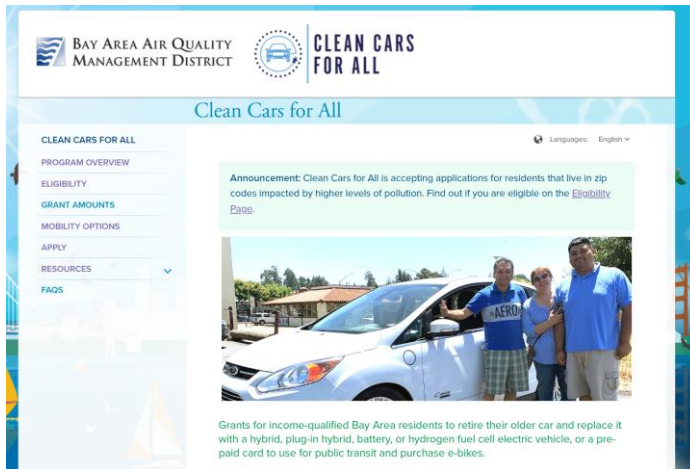 BAY AREA AIR QUALITY
MANAGEMENT DISTRICT
CLEAN CARS
FOR ALL
Clean Cars for All
CLEAN CARS FOR ALL
PROGRAM OVERVIEW
ELIGIBILITY
GRANT AMOUNTS
MOBILITY OPTIONS
APPLY
RESOURCES
FAQS
Languages: English
Announcement: Clean Cars for All is accepting applications for residents that live in zip
codes impacted by higher levels of pollution. Find out if you are eligible on the Eligibility
Page.
AERO
Grants for income-qualified Bay Area residents to retire their older car and replace it
with a hybrid, plug-in hybrid, battery, or hydrogen fuel cell electric vehicle, or a pre-
paid card to use for public transit and purchase e-bikes.